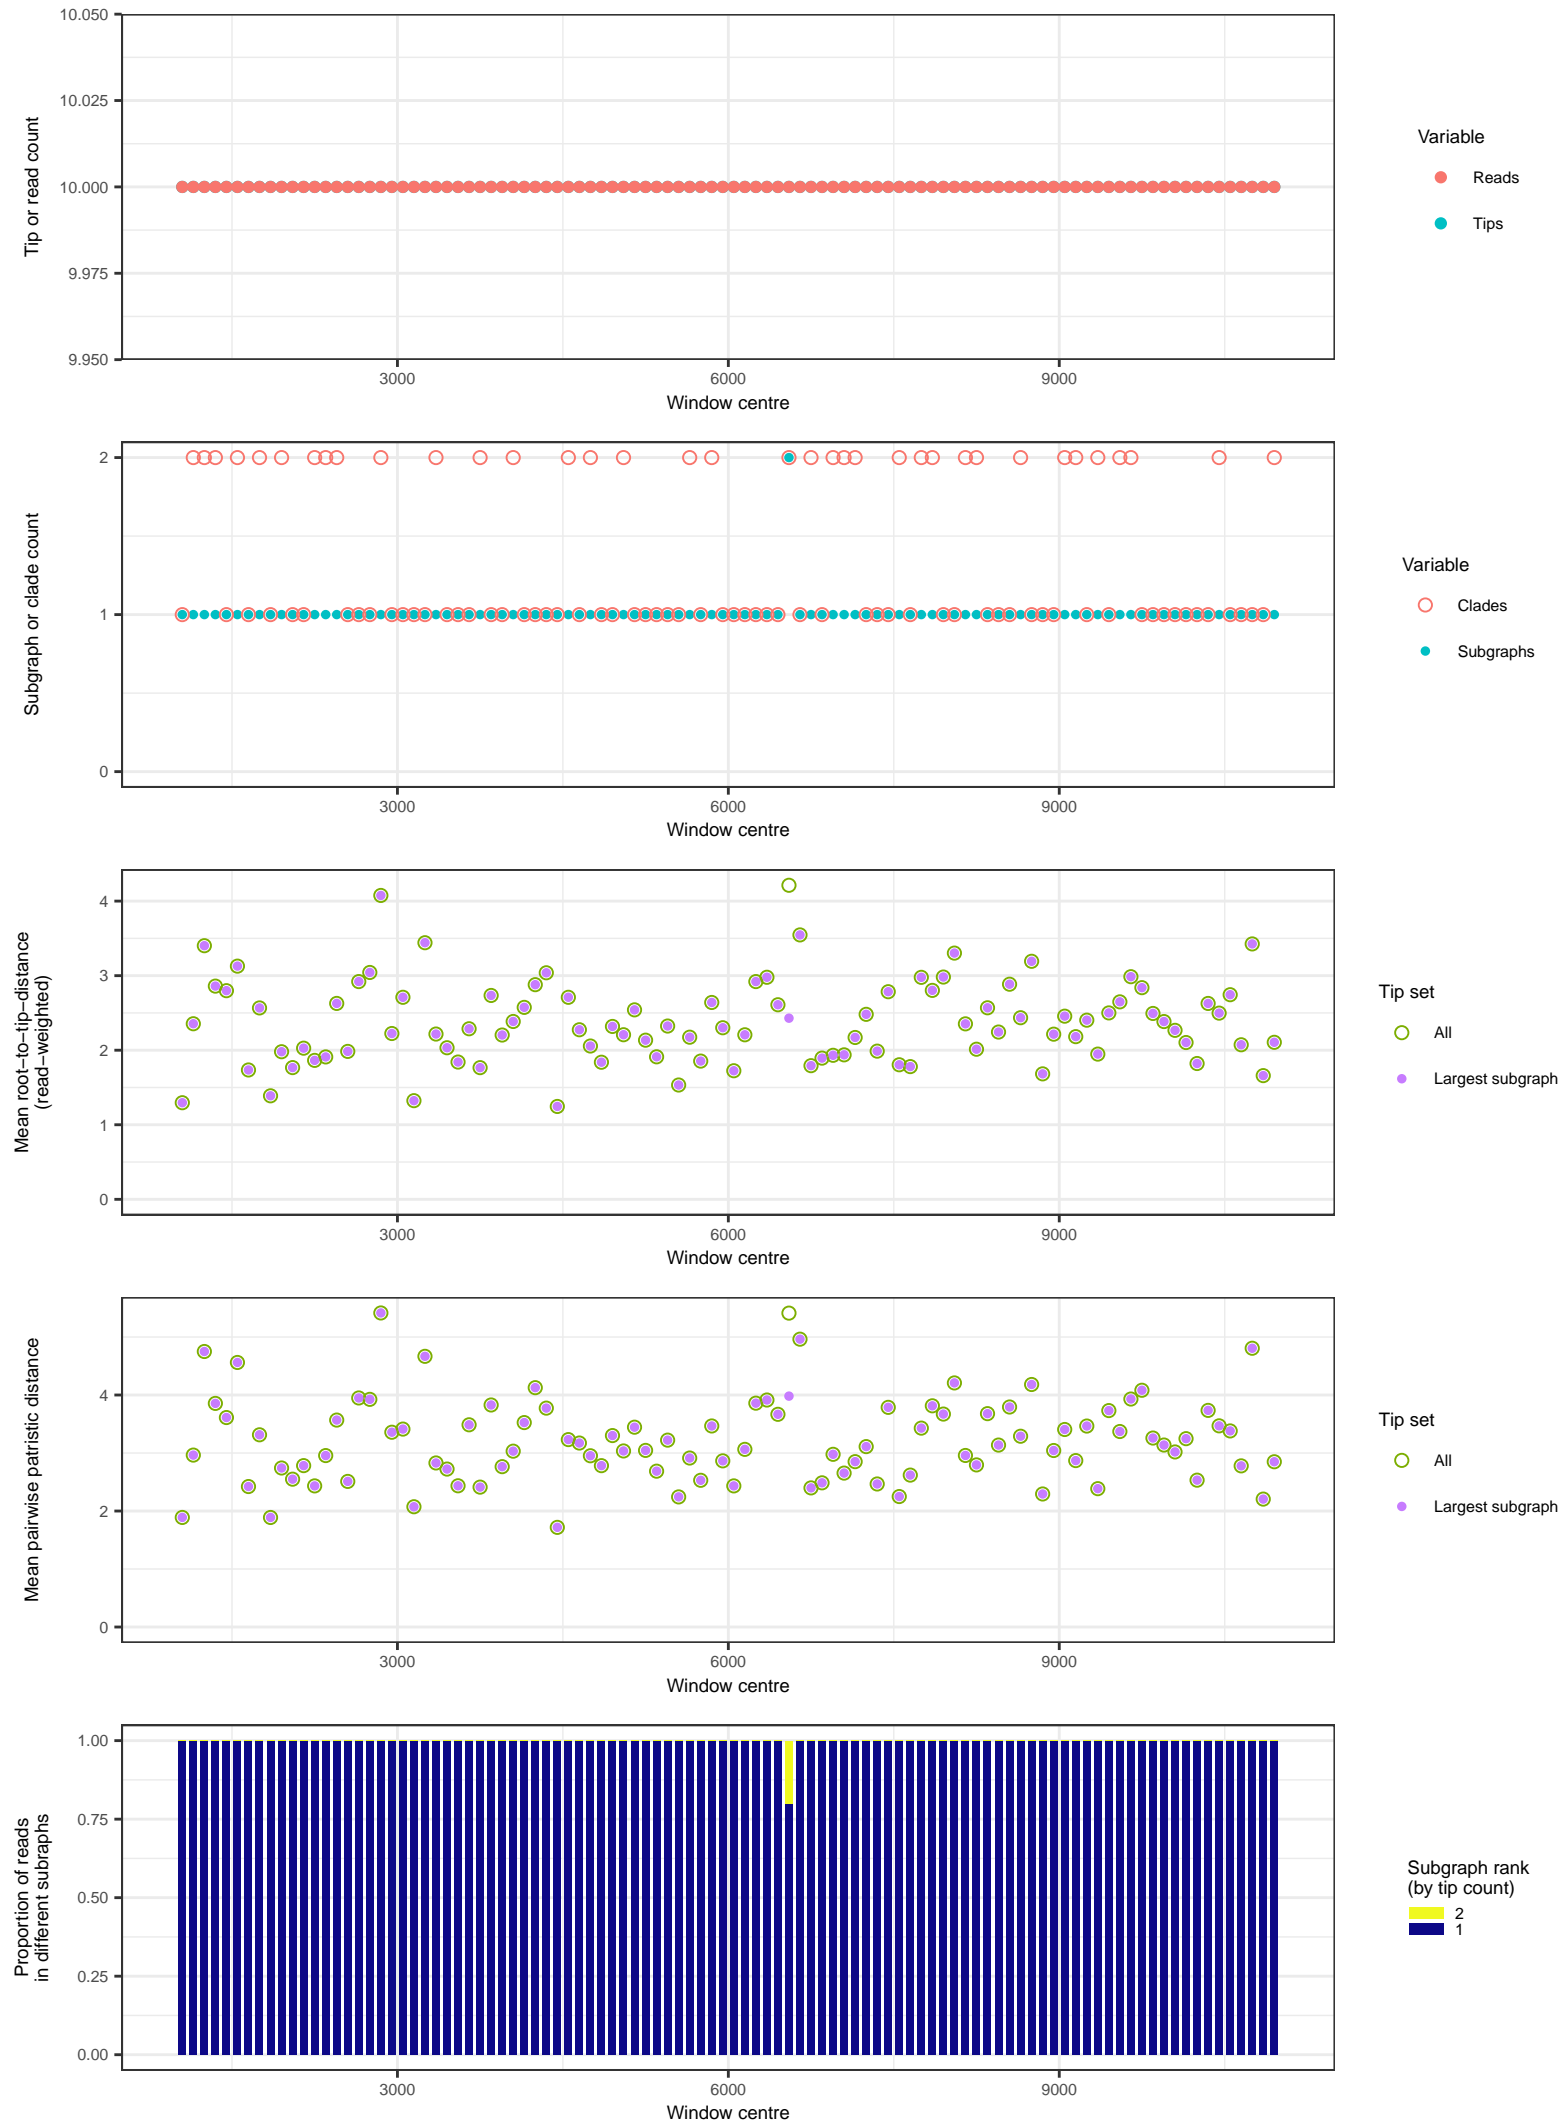 10.050
10.025
10.000
9.975
9.950
Tip or read count
3000 6000 9000
Window centre
Variable
Reads
Tips
2
1
0
Subgraph or clade count
3000 6000 9000
Window centre
Variable
Clades
Subgraphs
4
3
2
1
0
Mean root−to−tip−distance
(read−weighted)
3000 6000 9000
Window centre
Tip set
All
Largest subgraph
4
2
0
Mean pairwise patristic distance
3000 6000 9000
Window centre
Tip set
All
Largest subgraph
1.00
0.75
0.50
0.25
0.00
Proportion of reads
in different subraphs
3000 6000 9000
Window centre
Subgraph rank
(by tip count)
2
1